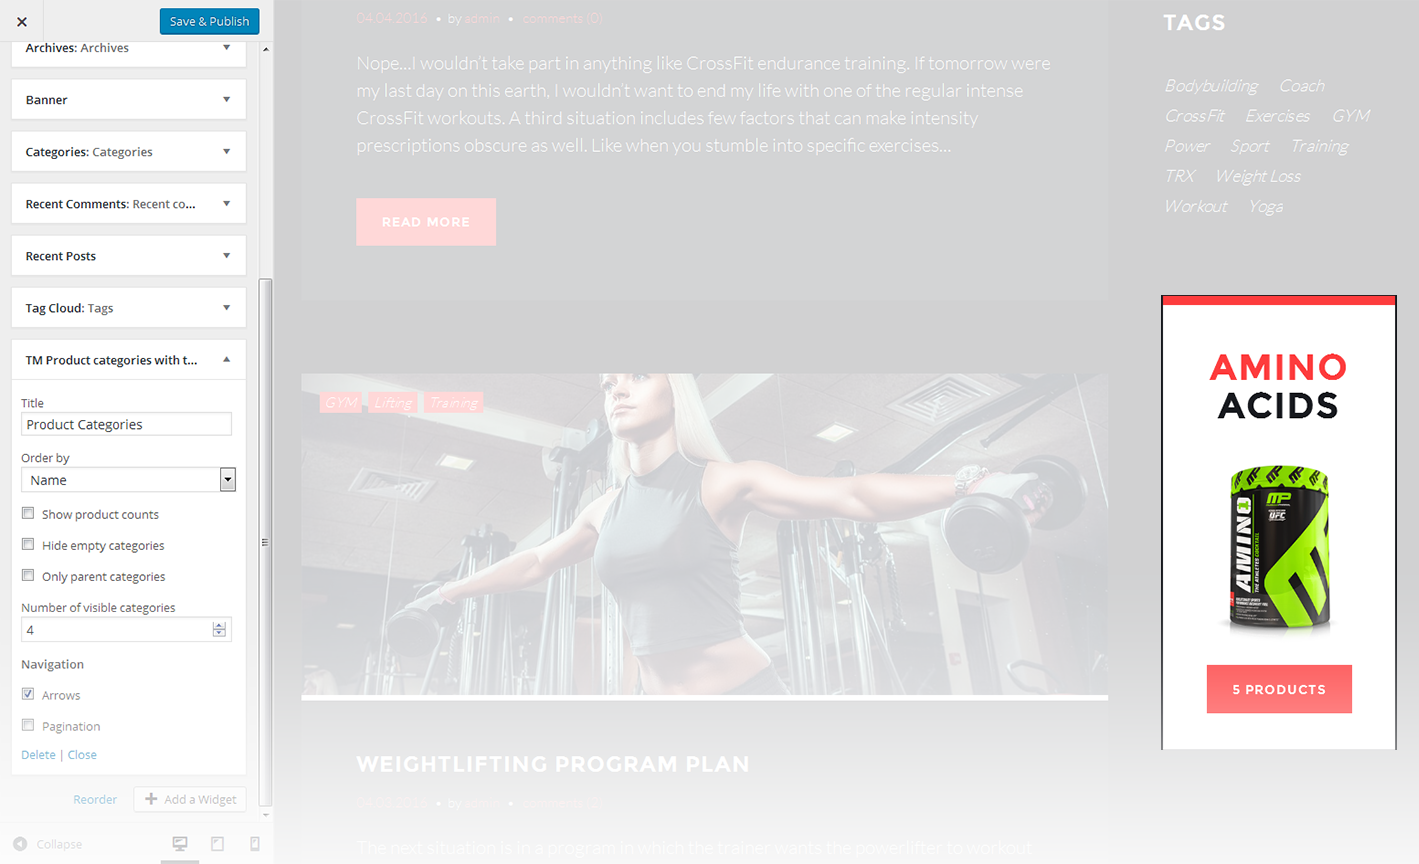 Save & Publish
Archives: Archives
Banner
Categories: Categories
Recent Comments: Recent co...
Recent Posts
Tag Cloud: Tags
TM Product categories with t...
Title
Product Categories
Order by
Name
Show product counts
Hide empty categories
Only parent categories
Number of visible categories
4
Navigation
Arrows
Pagination
Delete | Close
Reorder
Add a Widget
Collapse
04.04.2016 • by admin • comments (0)
Nope...I wouldn't take part in anything like CrossFit endurance training. If tomorrow were
my last day on this earth, I wouldn't want to end my life with one of the regular intense
CrossFit workouts. A third situation includes few factors that can make intensity
prescriptions obscure as well. Like when you stumble into specific exercises...
READ MORE
GYM Lifting Training
WEIGHTLIFTING PROGRAM PLAN
• by admin •
The next situation is in a program in which the trainer wants the powerlifter to workout
TAGS
Bodybuilding Coach
CrossFit Exercises GYM
Power Sport Training
TRX Weight Loss
Workout Yoga
AMINO
ACIDS
MP
UFC
AMINO
5 PRODUCTS